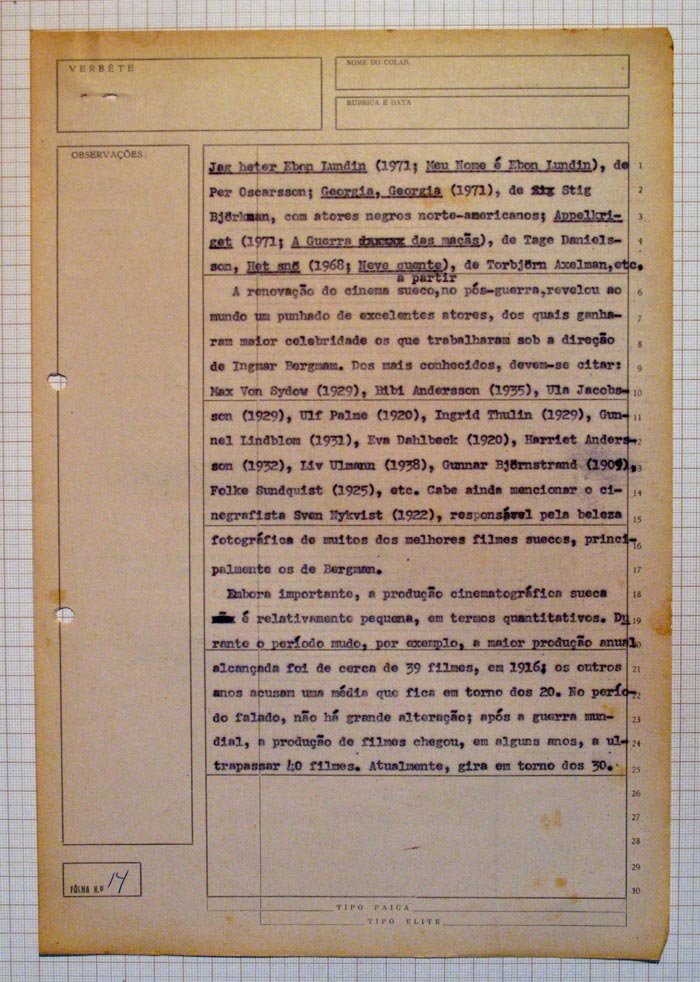 VERBÊTE
NOME DO COLAB.
RUBRICA E DATA
OBSERVAÇÕES:
Jag heter Ebon Lundin (1971; Meu Nome é Ebon Lundin), de 1
Per Oscarsson; Georgia, Georgia (1971), de Stig 2
Björkman, com atores negros norte-americanos; Appelkri- 3
get (1971; A Guerra das maçãs), de Tage Daniels- 4
son, Het snö (1968; Neve quente), de Torbjörn Axelman,etc.
a partir
A renovação do cinema sueco,no pós-guerra,revelou ao 6
mundo um punhado de excelentes atores, dos quais ganha- 7
ram maior celebridade os que trabalharam sob a direção 8
de Ingmar Bergmam. Dos mais conhecidos, devem-se citar: 9
Max Von Sydow (1929), Bibi Andersson (1935), Ula Jacobs- 10
son (1929), Ulf Palme (1920), Ingrid Thulin (1929), Gun- 11
nel Lindblom (1931), Eva Dahlbeck (1920), Harriet Anders- 12
son (1932), Liv Ulmann (1938), Gunnar Björnstrand (1909), 13
Folke Sundquist (1925), etc. Cabe ainda mencionar o ci- 14
negrafista Sven Nykvist (1922), responsável pela beleza 15
fotográfica de muitos dos melhores filmes suecos, princi- 16
palmente os de Bergman. 17
Embora importante, a produção cinematográfica sueca 18
é relativamente pequena, em termos quantitativos. Du 19
rante o período mudo, por exemplo, a maior produção anual 20
alcançada foi de cerca de 39 filmes, em 1916; os outros 21
anos acusam uma média que fica em torno dos 20. No perío- 22
do falado, não há grande alteração; após a guerra mun- 23
dial, a produção de filmes chegou, em alguns anos, a ul- 24
trapassar 40 filmes. Atualmente, gira em torno dos 30. 25
26
27
28
29
30
FÔLHA N.º 14
TIPO PAICA
TIPO ELITE